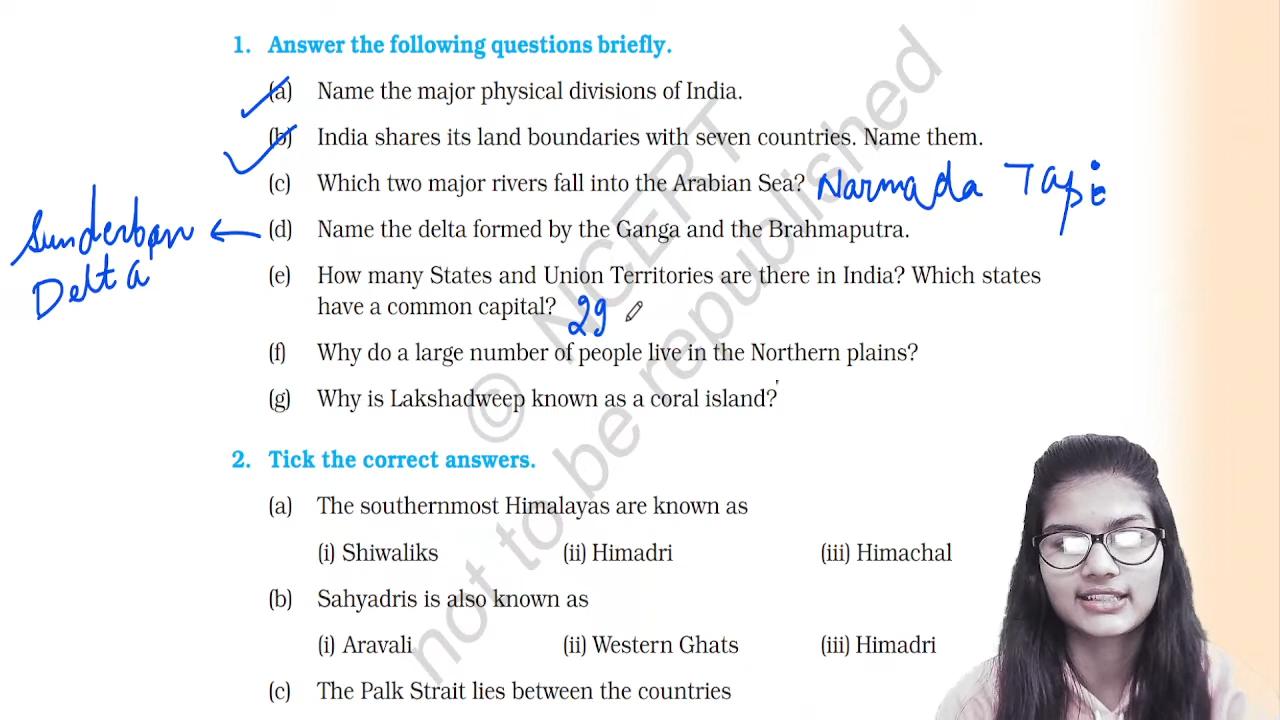 1. Answer the following questions briefly.
(a) Name the major physical divisions of India.
(b) India shares its land boundaries with seven countries. Name them.
(c) Which two major rivers fall into the Arabian Sea? Narmada Tapi
(d) Name the delta formed by the Ganga and the Brahmaputra.
Sunderban
Delta
(e) How many States and Union Territories are there in India? Which states
have a common capital? 29
(f) Why do a large number of people live in the Northern plains?
(g) Why is Lakshadweep known as a coral island?
2. Tick the correct answers.
(a) The southernmost Himalayas are known as
(i) Shiwaliks (ii) Himadri (iii) Himachal
(b) Sahyadris is also known as
(i) Aravali (ii) Western Ghats (iii) Himadri
(c) The Palk Strait lies between the countries
© NCERT
not to be republished